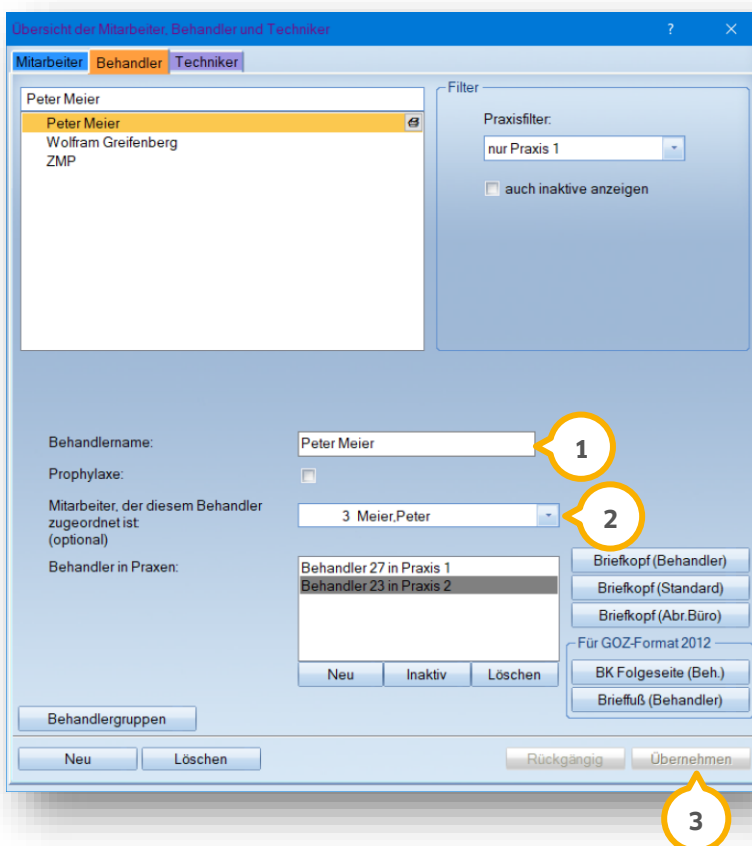 Übersicht der Mitarbeiter, Behandler und Techniker ?
Mitarbeiter Behandler Techniker
Peter Meier
Peter Meier
Wolfram Greifenberg
ZMP
Filter
Praxisfilter:
nur Praxis 1
auch inaktive anzeigen
Behandlername:
Peter Meier
1
Prophylaxe:
Mitarbeiter, der diesem Behandler
zugeordnet ist:
(optional)
3 Meier,Peter
2
Behandler in Praxen:
Behandler 27 in Praxis 1
Behandler 23 in Praxis 2
Neu Inaktiv Löschen
Briefkopf (Behandler)
Briefkopf (Standard)
Briefkopf (Abr.Büro)
Für GOZ-Format 2012
BK Folgeseite (Beh.)
Brieffuß (Behandler)
Behandlergruppen
Neu Löschen Rückgängig Übernehmen
3